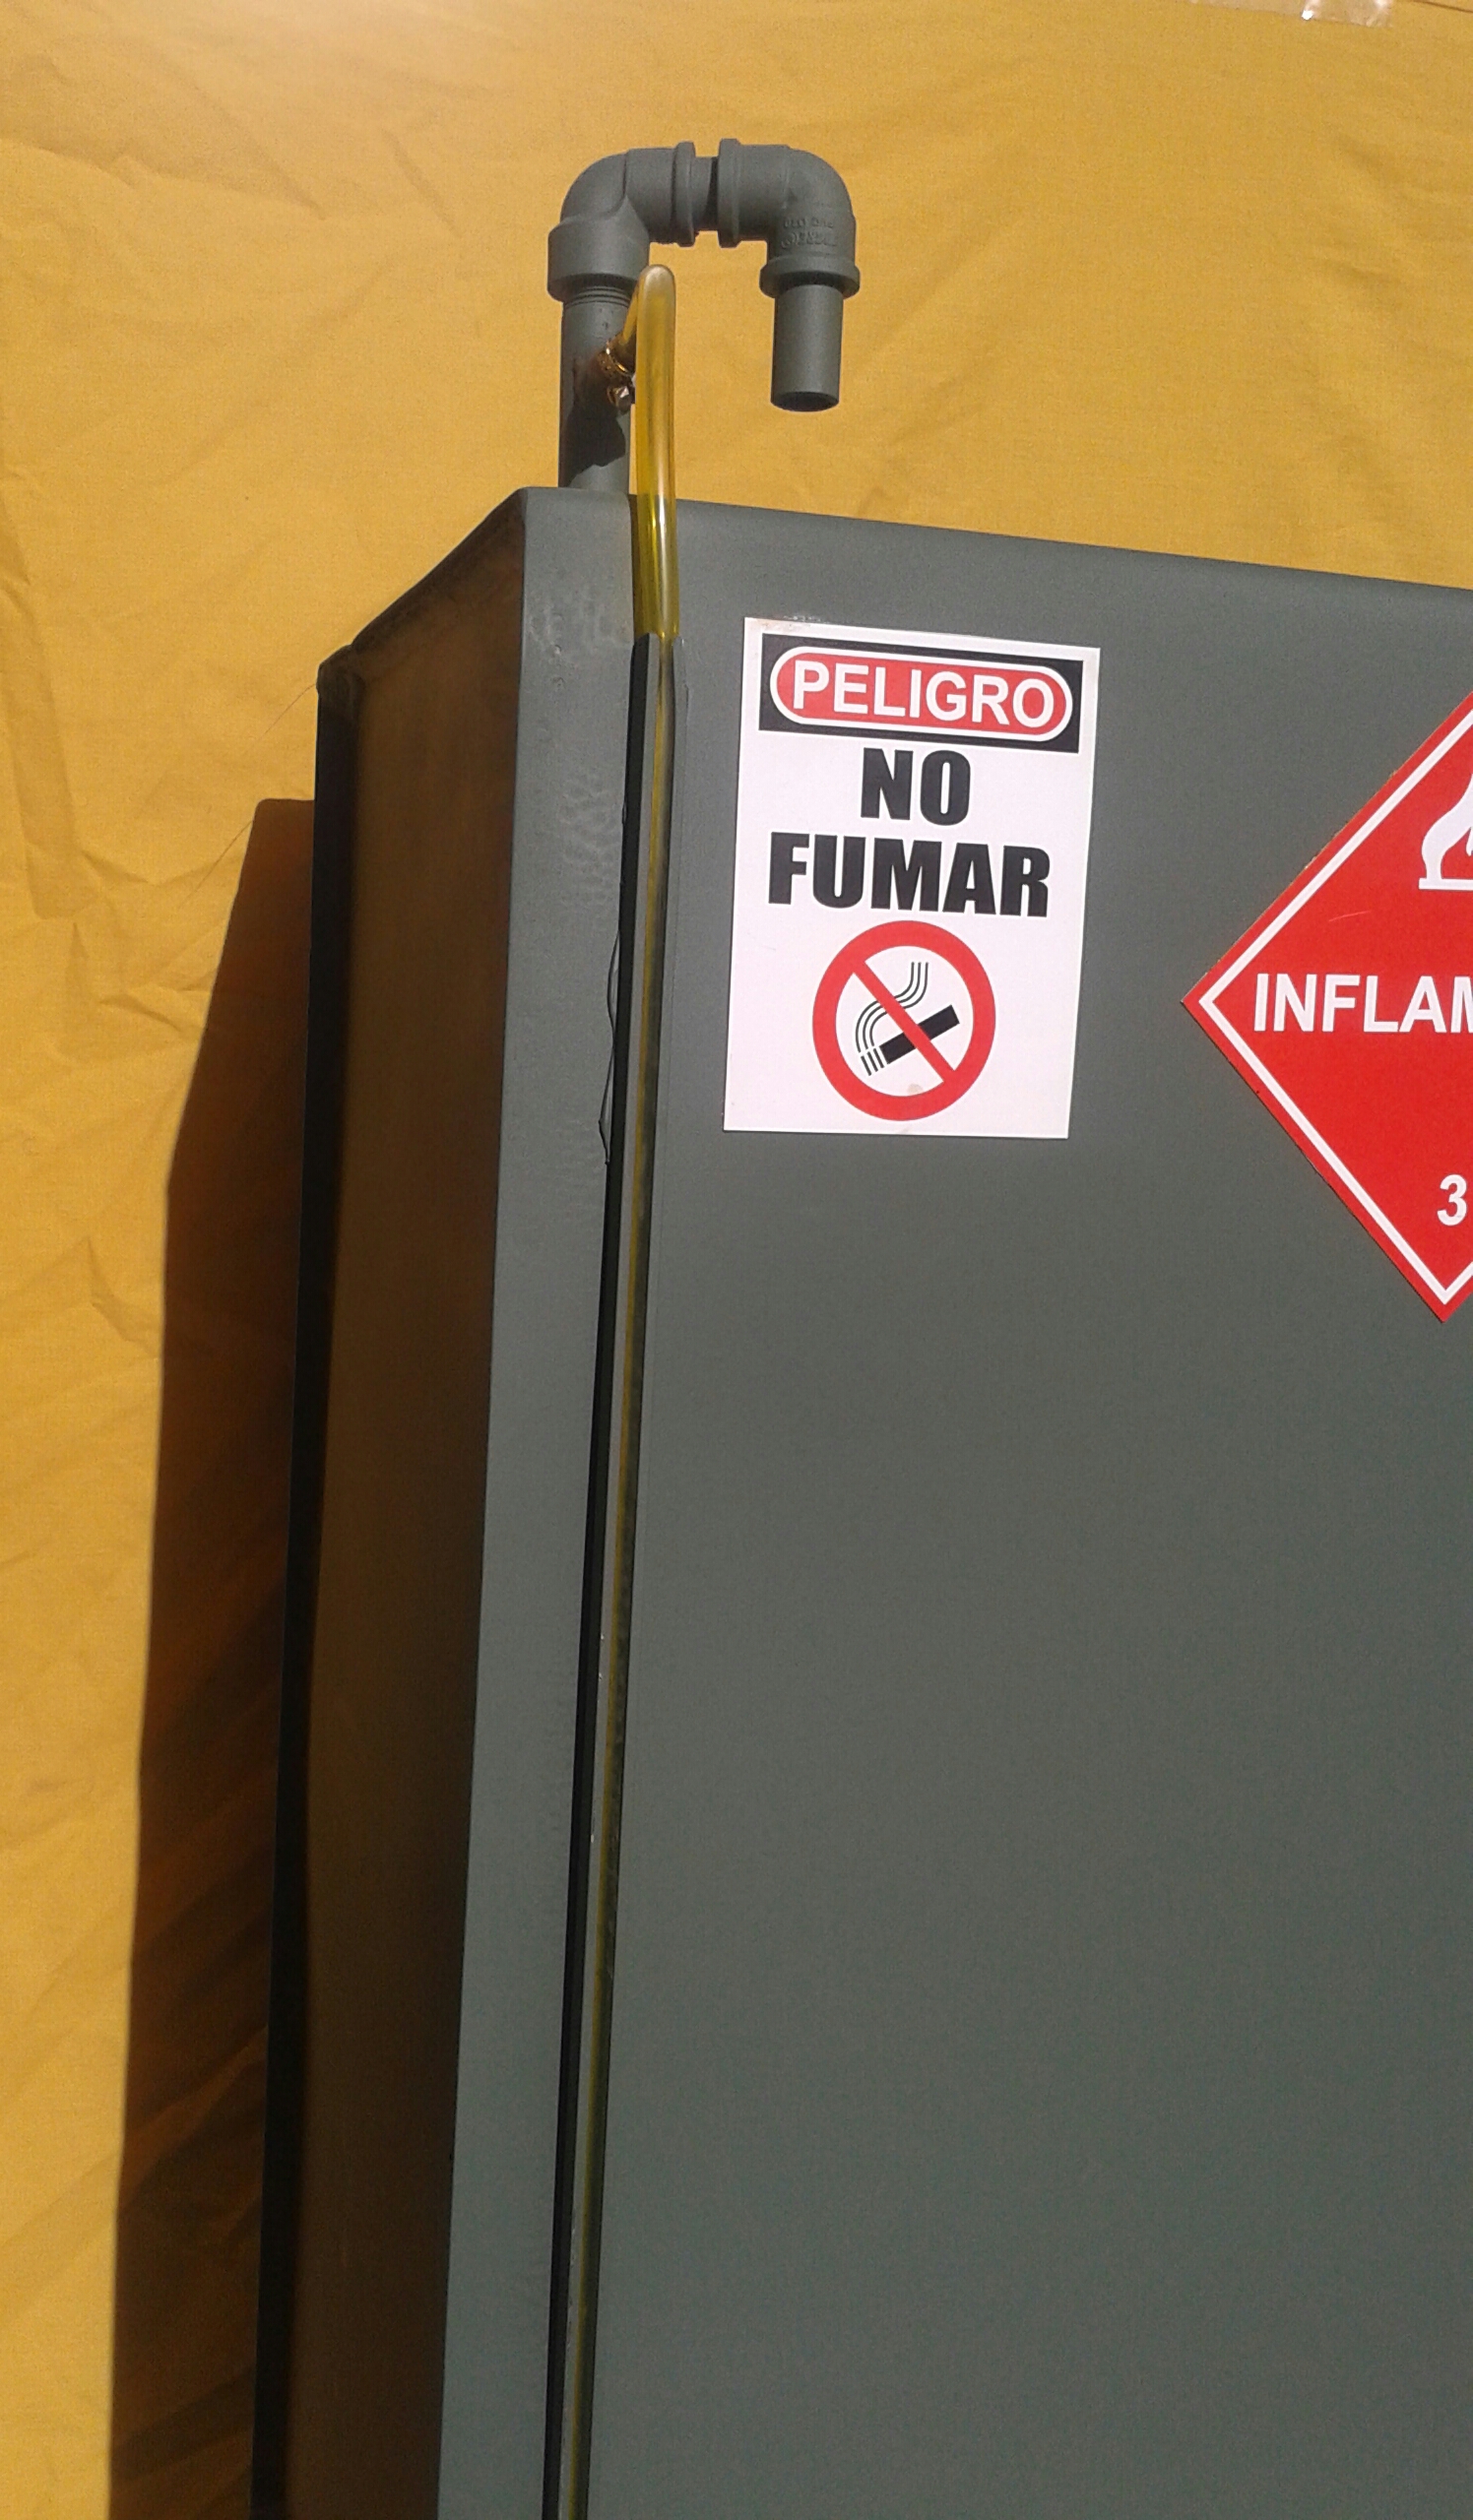 PELIGRO
NO
FUMAR
INFLAM
3